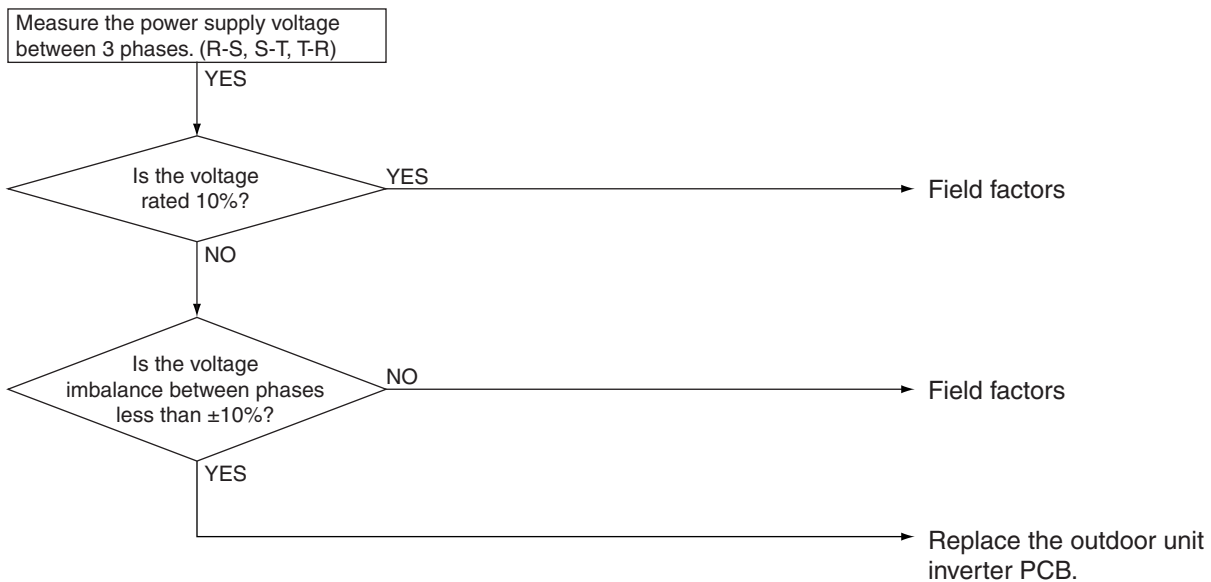 Measure the power supply voltage
between 3 phases. (R-S, S-T, T-R)
YES
Is the voltage
rated 10%?
YES
Field factors
NO
Is the voltage
imbalance between phases
less than ±10%?
NO
Field factors
YES
Replace the outdoor unit
inverter PCB.